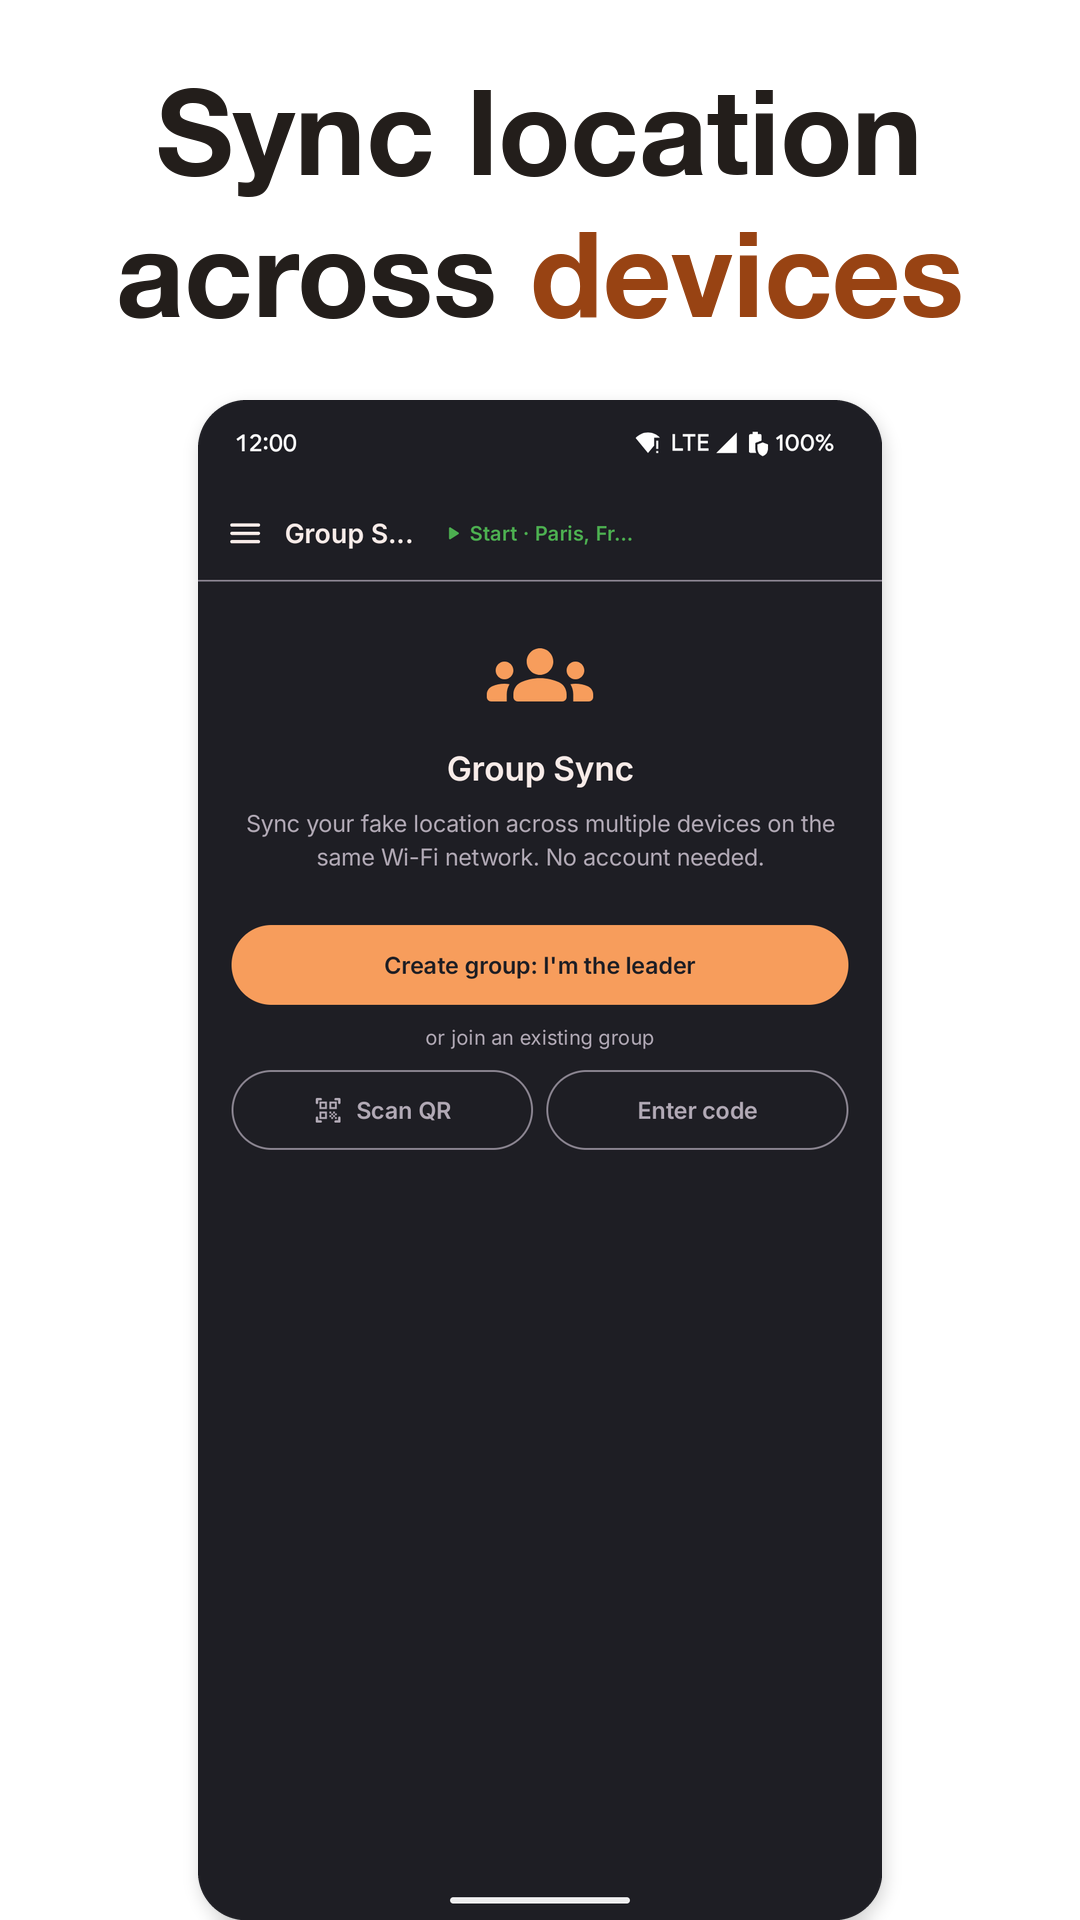 Sync location
across devices
12:00 LTE 100%
Group S... Start · Paris, Fr...
Group Sync
Sync your fake location across multiple devices on the
same Wi-Fi network. No account needed.
Create group: I'm the leader
or join an existing group
Scan QR Enter code